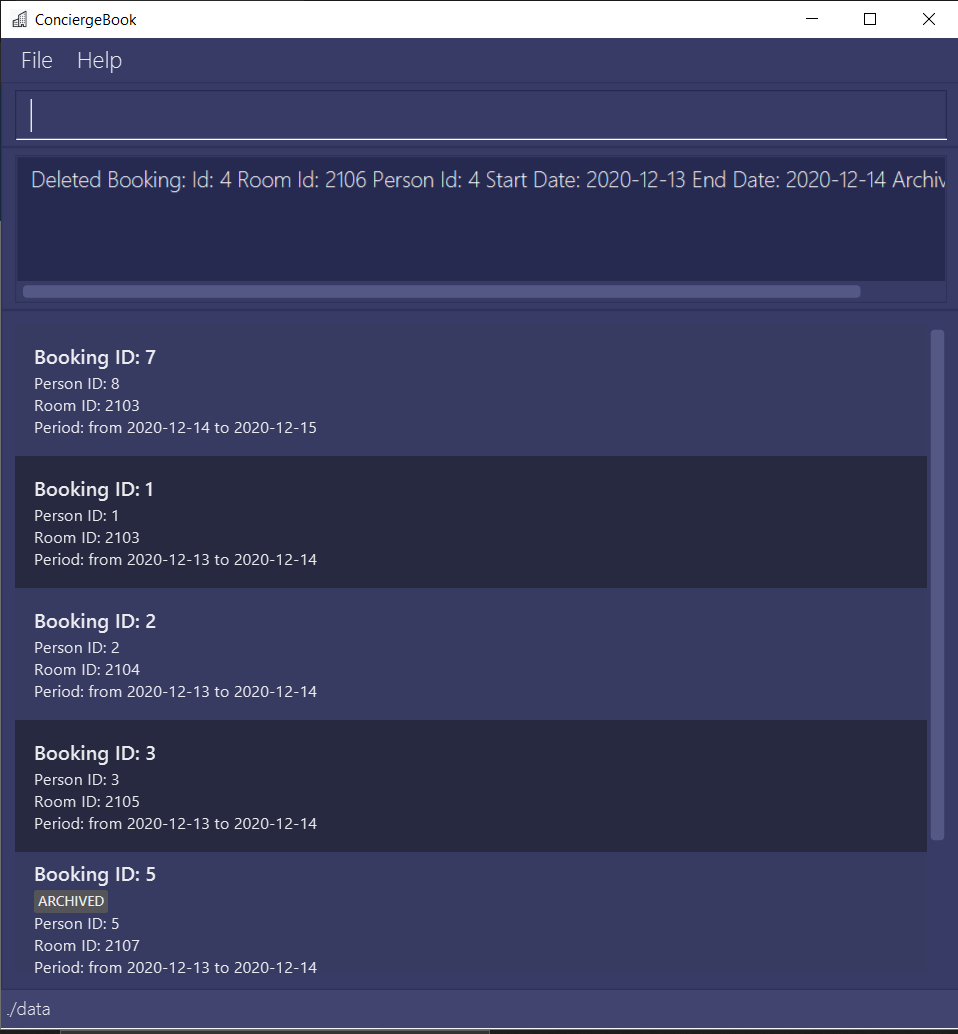 ConciergeBook
File Help
Deleted Booking: Id: 4 Room Id: 2106 Person Id: 4 Start Date: 2020-12-13 End Date: 2020-12-14 Archiv
Booking ID: 7
Person ID: 8
Room ID: 2103
Period: from 2020-12-14 to 2020-12-15
Booking ID: 1
Person ID: 1
Room ID: 2103
Period: from 2020-12-13 to 2020-12-14
Booking ID: 2
Person ID: 2
Room ID: 2104
Period: from 2020-12-13 to 2020-12-14
Booking ID: 3
Person ID: 3
Room ID: 2105
Period: from 2020-12-13 to 2020-12-14
Booking ID: 5
ARCHIVED
Person ID: 5
Room ID: 2107
Period: from 2020-12-13 to 2020-12-14
./data